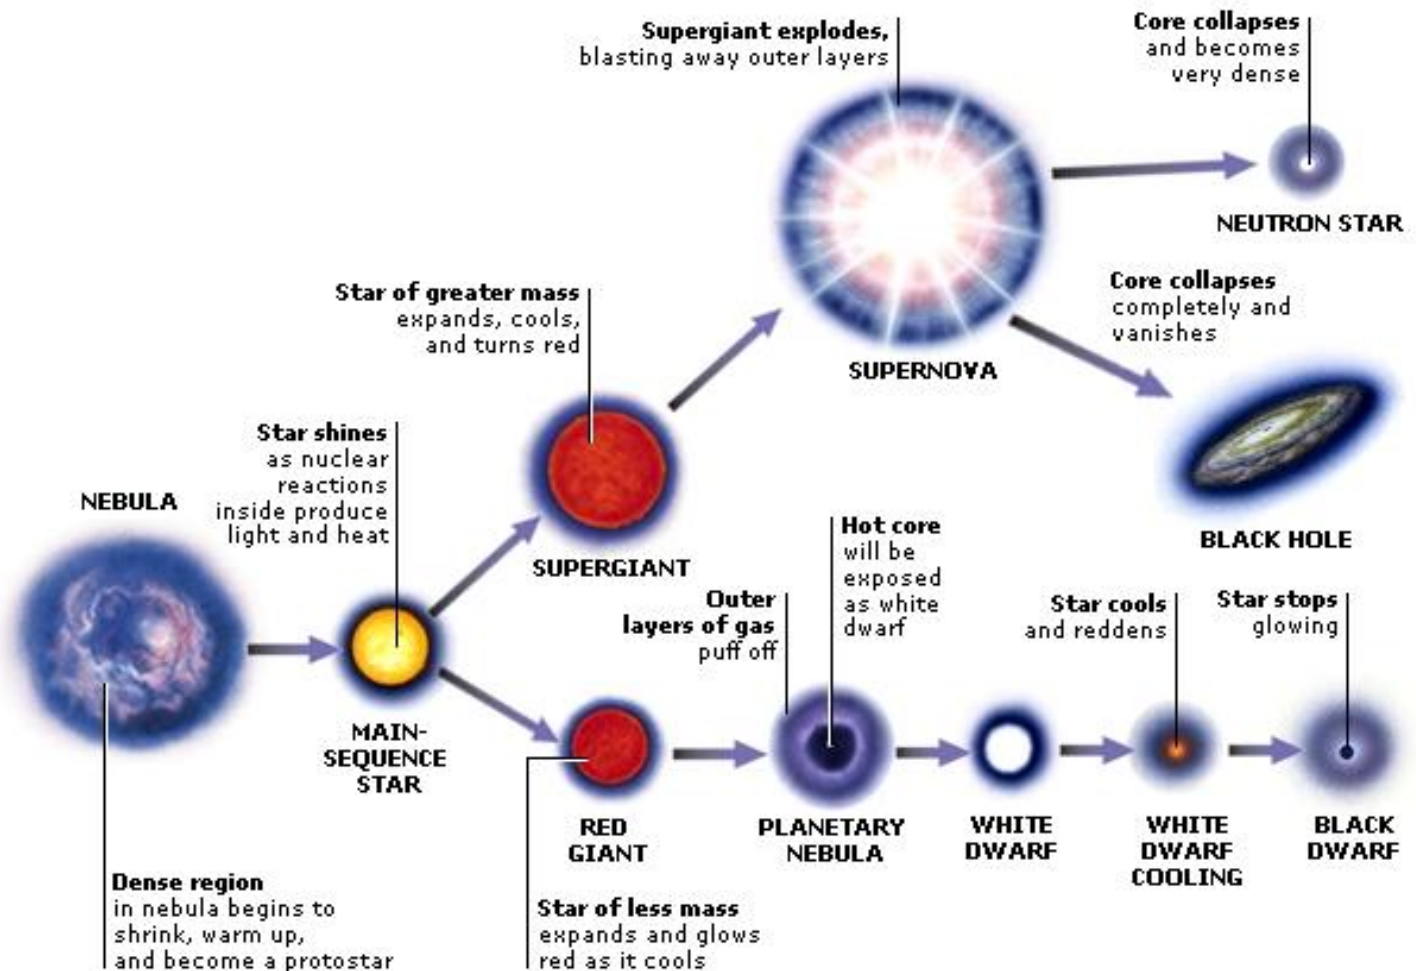 Supergiant explodes,
blasting away outer layers
Core collapses
and becomes
very dense
NEUTRON STAR
Star of greater mass
expands, cools,
and turns red
Core collapses
completely and
vanishes
SUPERNOVA
Star shines
as nuclear
reactions
inside produce
light and heat
NEBULA
SUPERGIANT
Hot core
will be
exposed
as white
dwarf
BLACK HOLE
Outer
layers of gas
puff off
Star cools
and reddens
Star stops
glowing
MAIN-
SEQUENCE
STAR
RED
GIANT
PLANETARY
NEBULA
WHITE
DWARF
WHITE
DWARF
COOLING
BLACK
DWARF
Dense region
in nebula begins to
shrink, warm up,
and become a protostar
Star of less mass
expands and glows
red as it cools